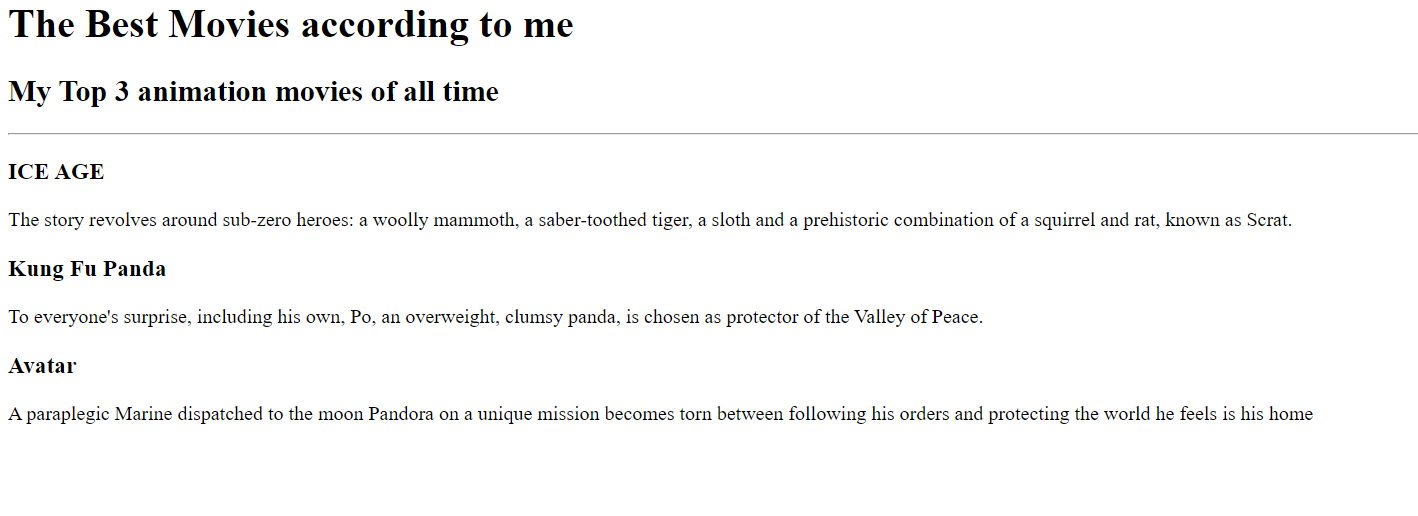 The Best Movies according to me
My Top 3 animation movies of all time
ICE AGE
The story revolves around sub-zero heroes: a woolly mammoth, a saber-toothed tiger, a sloth and a prehistoric combination of a squirrel and rat, known as Scrat.
Kung Fu Panda
To everyone's surprise, including his own, Po, an overweight, clumsy panda, is chosen as protector of the Valley of Peace.
Avatar
A paraplegic Marine dispatched to the moon Pandora on a unique mission becomes torn between following his orders and protecting the world he feels is his home